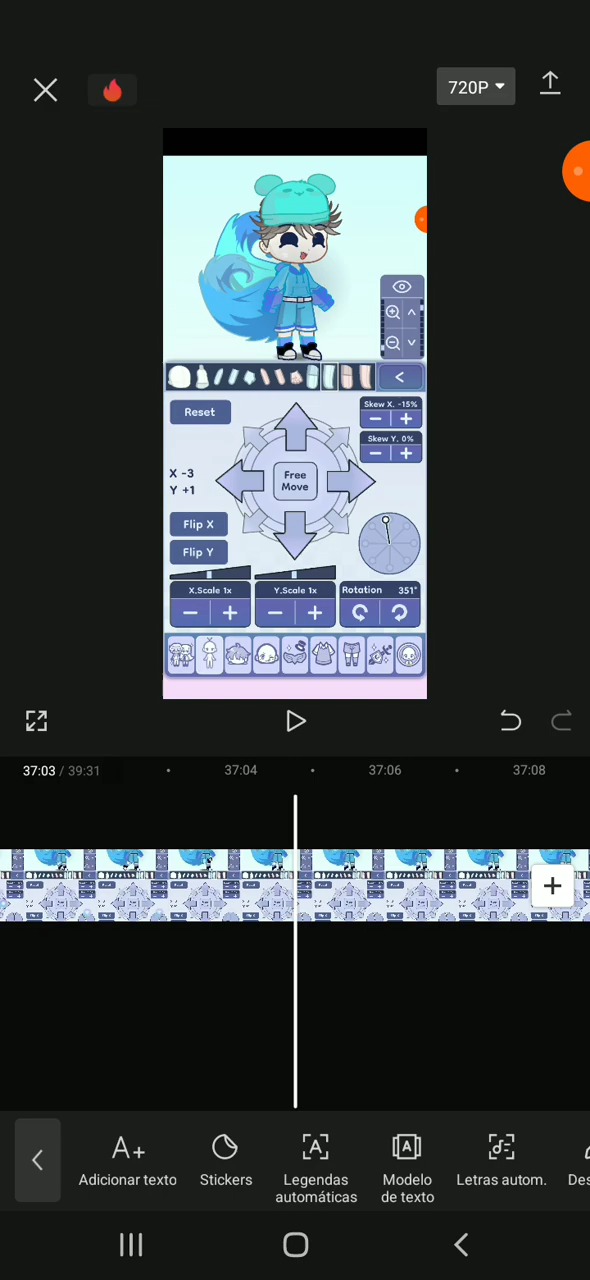 720P
Skew X. -15%
Reset
Skew Y. 0%
X -3
Y +1
Free
Move
Flip X
Flip Y
X.Scale 1x
Y.Scale 1x
Rotation 351°
37:03 / 39:31
37:04
37:06
37:08
A+
Adicionar texto
Stickers
Legendas
automáticas
Modelo
de texto
Letras autom.
Des